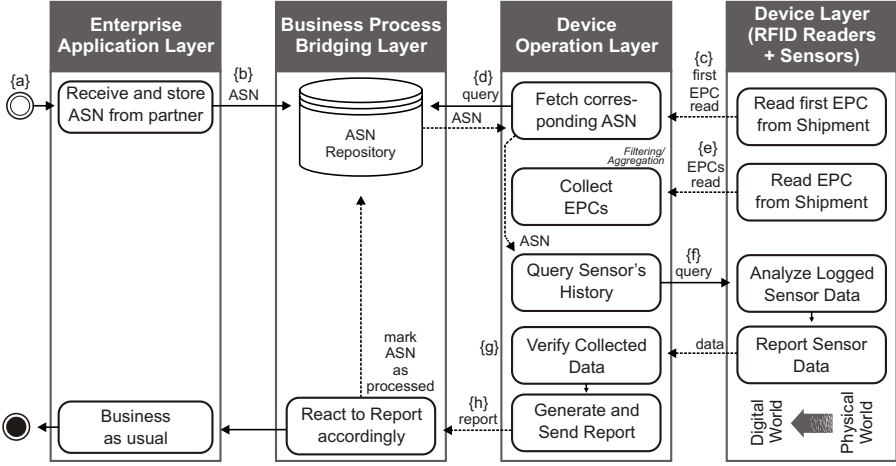 Enterprise
Application Layer
Business Process
Bridging Layer
Device
Operation Layer
Device Layer
(RFID Readers
+ Sensors)
{a}
Receive and store
ASN from partner
{b}
ASN
ASN
Repository
{d}
query
ASN
Fetch corres-
ponding ASN
{c}
first
EPC
read
Read first EPC
from Shipment
Filtering/
Aggregation
Collect
EPCs
{e}
EPCs
read
Read EPC
from Shipment
ASN
Query Sensor's
History
{f}
query
Analyze Logged
Sensor Data
mark
ASN
as
processed
{g}
Verify Collected
Data
data
Report Sensor
Data
Business
as usual
React to Report
accordingly
{h}
report
Generate and
Send Report
Digital
World
Physical
World